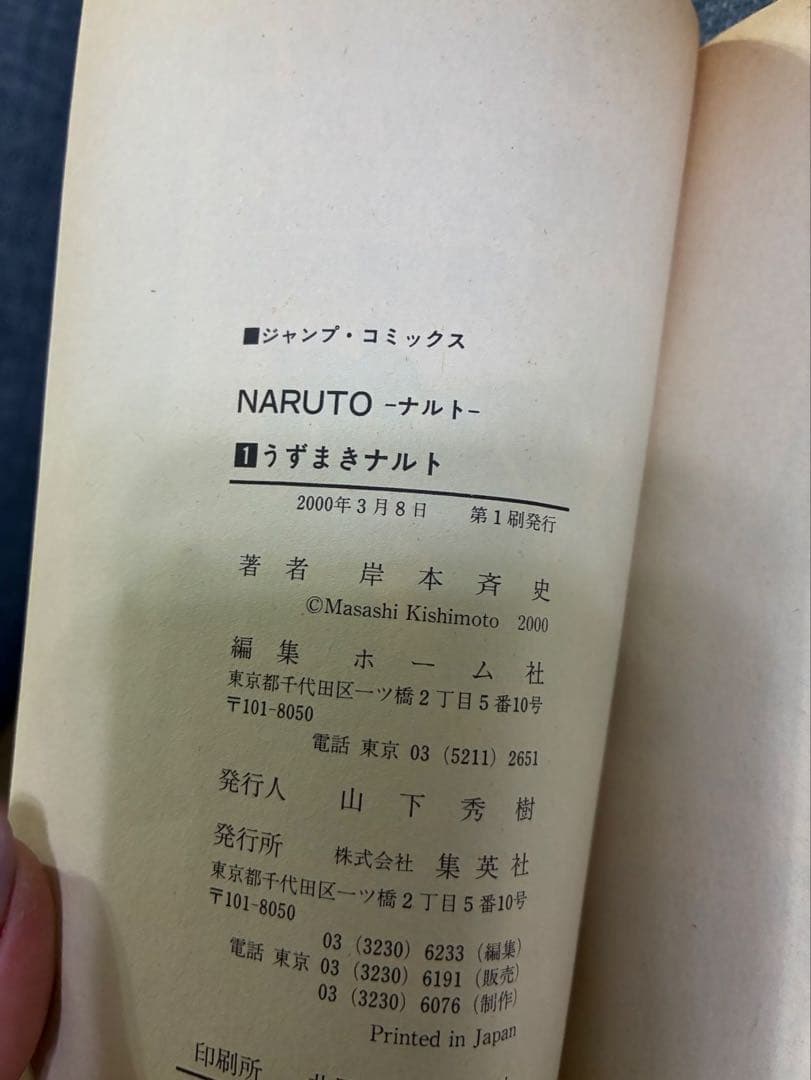 ■ジャンプ・コミックス
NARUTO -ナルト-
1 うずまきナルト
2000年3月8日 第1刷発行
著者 岸本斉史
©Masashi Kishimoto 2000
編集 ホーム社
東京都千代田区一ツ橋2丁目5番10号
〒101-8050
電話 東京 03 (5211) 2651
発行人 山下秀樹
発行所 株式会社 集英社
東京都千代田区一ツ橋2丁目5番10号
〒101-8050
03 (3230) 6233 (編集)
電話 東京 03 (3230) 6191 (販売)
03 (3230) 6076 (制作)
Printed in Japan
印刷所